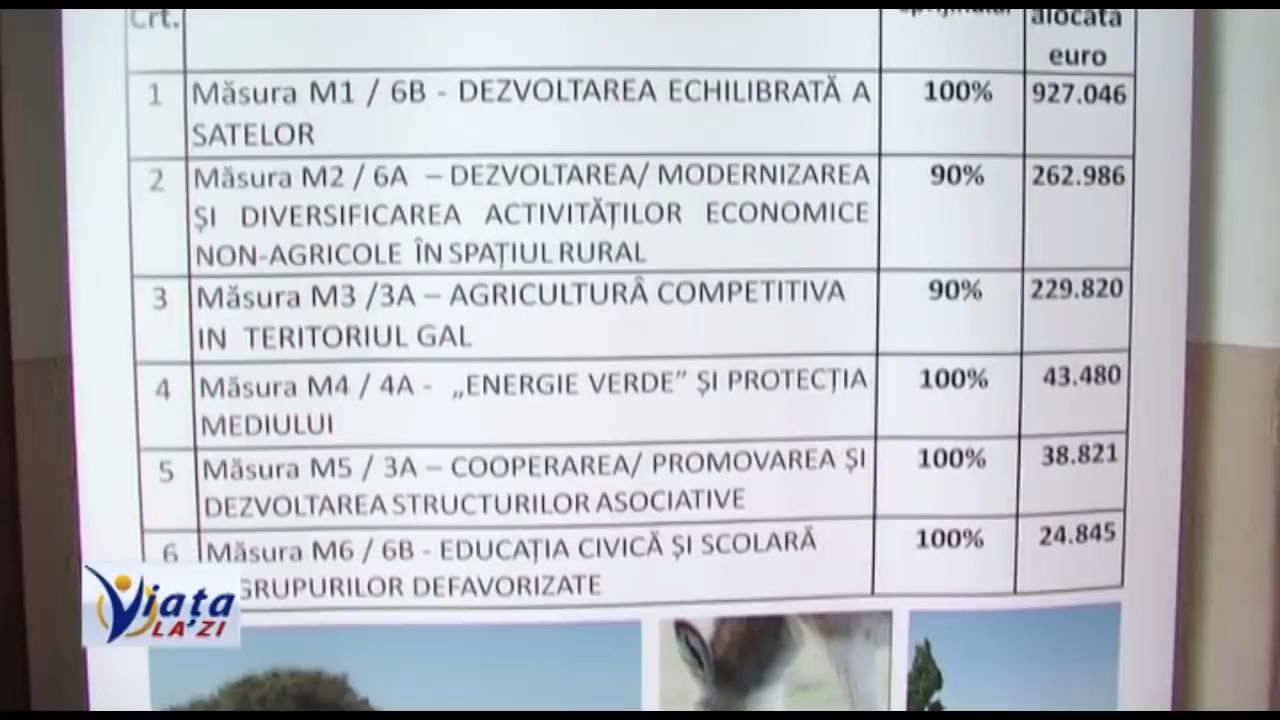 Crt.
sprijinului
alocata
euro
1 Măsura M1 / 6B - DEZVOLTAREA ECHILIBRATĂ A 100% 927.046
SATELOR
2 Măsura M2 / 6A – DEZVOLTAREA/ MODERNIZAREA 90% 262.986
ȘI DIVERSIFICAREA ACTIVITĂȚILOR ECONOMICE
NON-AGRICOLE ÎN SPAȚIUL RURAL
3 Măsura M3 /3A – AGRICULTURÂ COMPETITIVA 90% 229.820
IN TERITORIUL GAL
4 Măsura M4 / 4A - „ENERGIE VERDE” ȘI PROTECȚIA 100% 43.480
MEDIULUI
5 Măsura M5 / 3A – COOPERAREA/ PROMOVAREA ȘI 100% 38.821
DEZVOLTAREA STRUCTURILOR ASOCIATIVE
6 Măsura M6 / 6B - EDUCAȚIA CIVICĂ ȘI SCOLARĂ 100% 24.845
GRUPURILOR DEFAVORIZATE
Viața
LA ZI